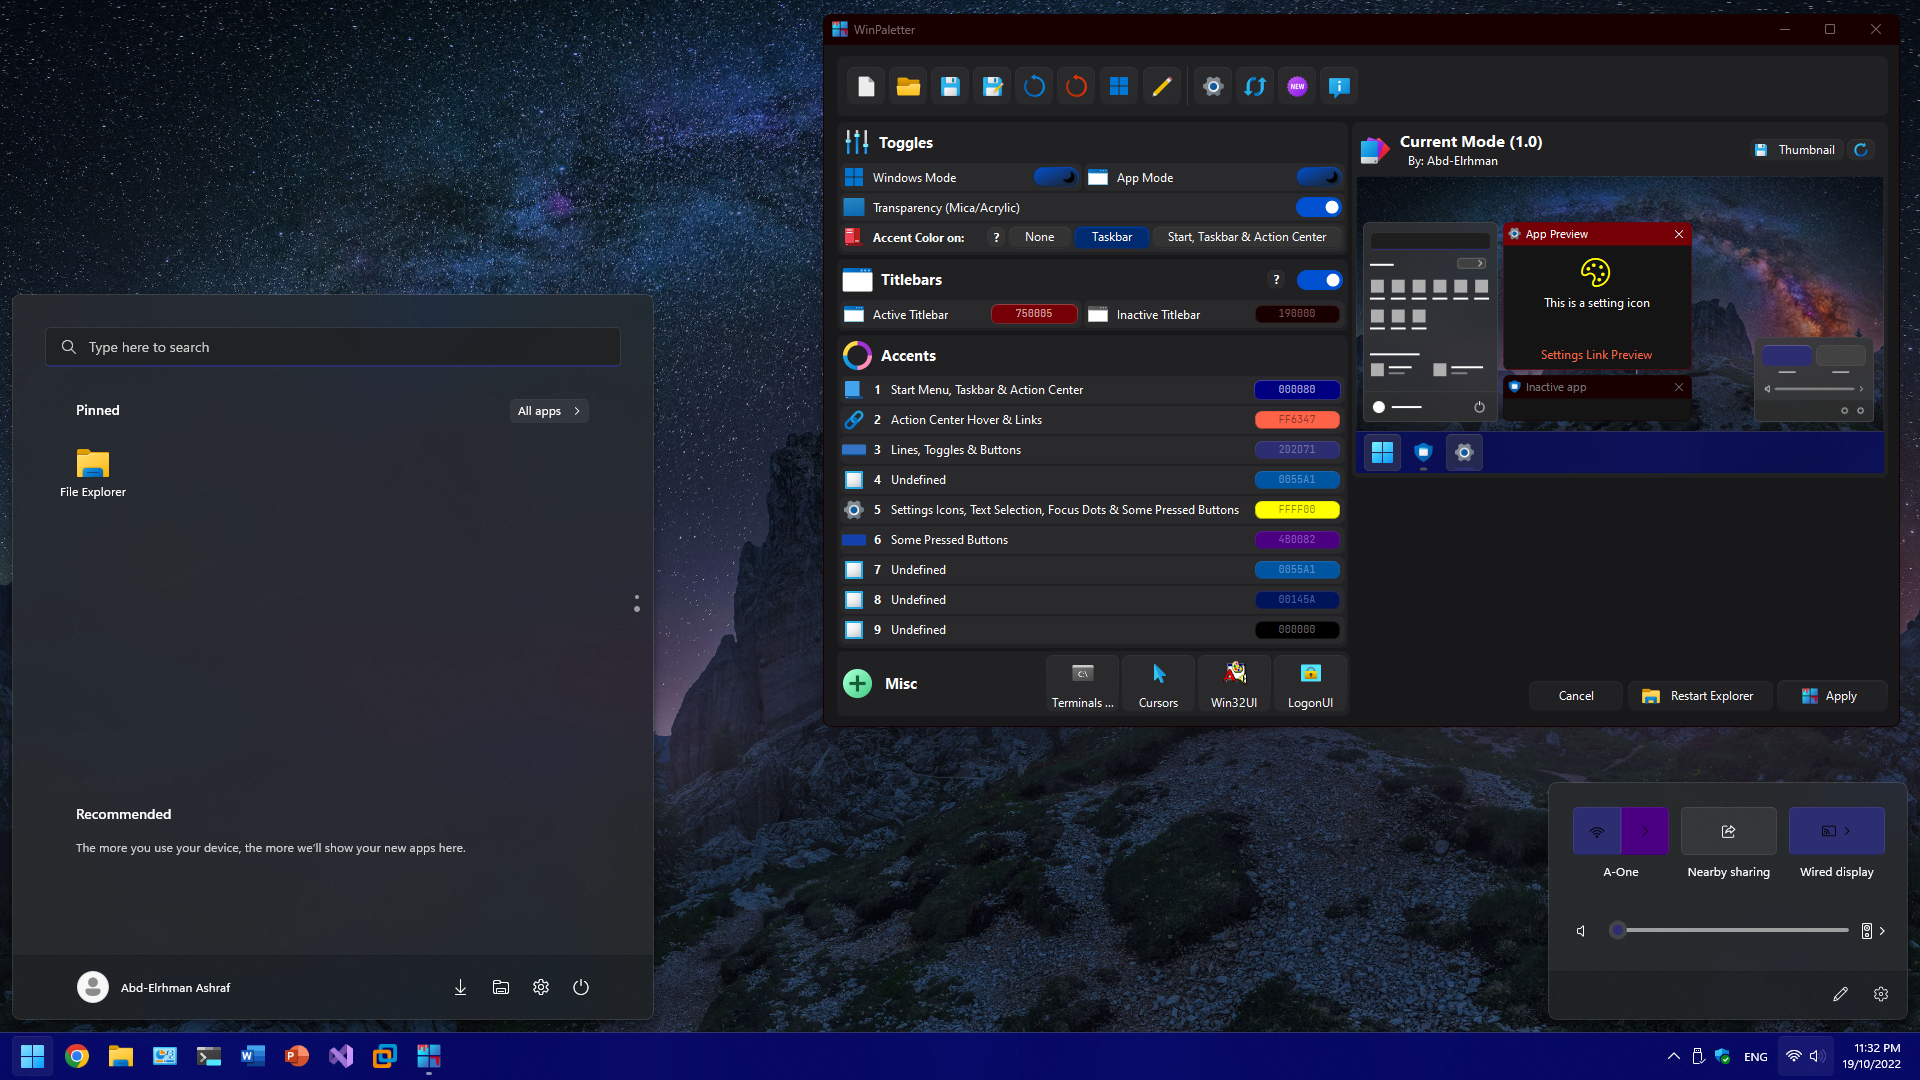 WinPaletter
NEW
Toggles
Windows Mode
App Mode
Transparency (Mica/Acrylic)
Accent Color on:
?
None
Taskbar
Start, Taskbar & Action Center
Titlebars
?
Active Titlebar
750005
Inactive Titlebar
190000
Accents
1 Start Menu, Taskbar & Action Center
000080
2 Action Center Hover & Links
FF6347
3 Lines, Toggles & Buttons
2D2D71
4 Undefined
0055A1
5 Settings Icons, Text Selection, Focus Dots & Some Pressed Buttons
FFFF00
6 Some Pressed Buttons
4B0082
7 Undefined
0055A1
8 Undefined
00145A
9 Undefined
000000
Misc
Terminals ...
Cursors
Win32UI
LogonUI
Current Mode (1.0)
By: Abd-Elrhman
Thumbnail
App Preview
This is a setting icon
Settings Link Preview
Inactive app
Cancel
Restart Explorer
Apply
Type here to search
Pinned
All apps
File Explorer
Recommended
The more you use your device, the more we'll show your new apps here.
Abd-Elrhman Ashraf
A-One
Nearby sharing
Wired display
ENG
11:32 PM
19/10/2022